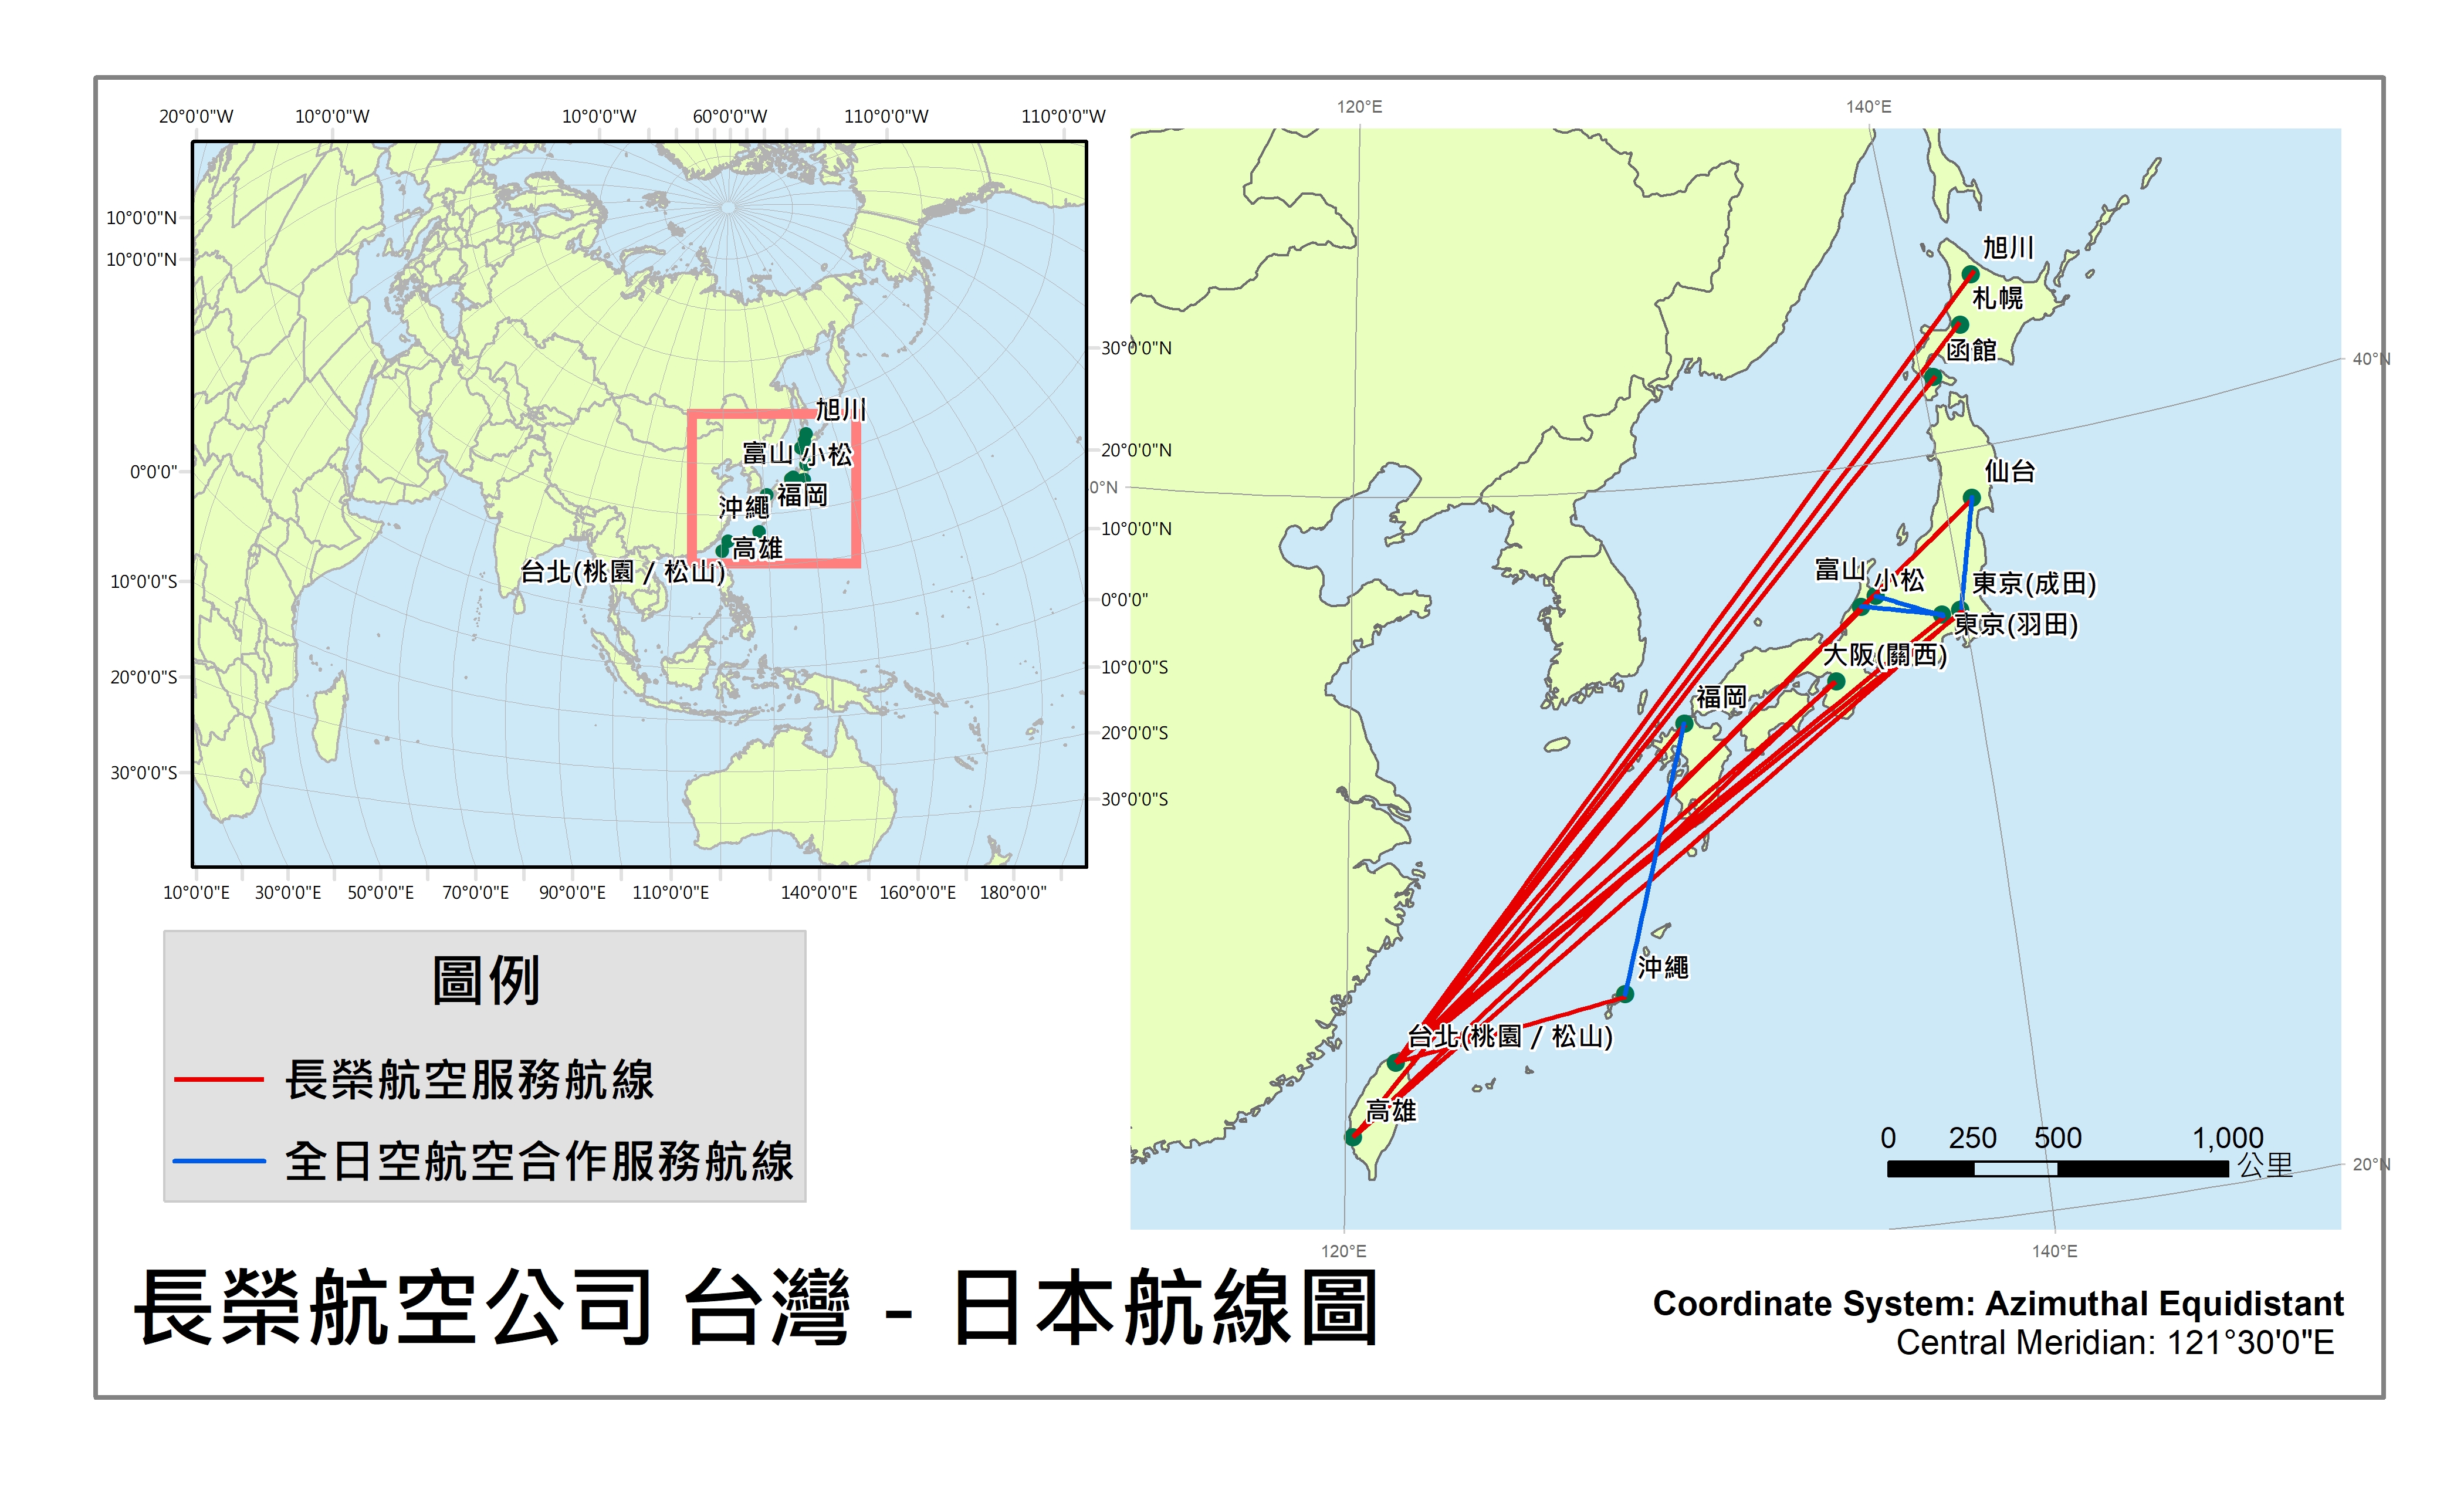 20°0'0"W 10°0'0"W 10°0'0"W 60°0'0"W 110°0'0"W 110°0'0"W
10°0'0"N
10°0'0"N
0°0'0"
10°0'0"S
20°0'0"S
30°0'0"S
旭川
富山 小松
福岡
沖繩
高雄
台北(桃園 / 松山)
30°0'0"N
20°0'0"N
10°0'0"N
0°0'0"
10°0'0"S
20°0'0"S
30°0'0"S
10°0'0"E 30°0'0"E 50°0'0"E 70°0'0"E 90°0'0"E 110°0'0"E 140°0'0"E 160°0'0"E 180°0'0"
120°E 140°E
0°N
40°N
旭川
札幌
函館
仙台
富山 小松
東京(成田)
東京(羽田)
大阪(關西)
福岡
沖繩
台北(桃園 / 松山)
高雄
0 250 500 1,000
公里
20°N
120°E 140°E
圖例
長榮航空服務航線
全日空航空合作服務航線
長榮航空公司 台灣 - 日本航線圖
Coordinate System: Azimuthal Equidistant
Central Meridian: 121°30'0"E